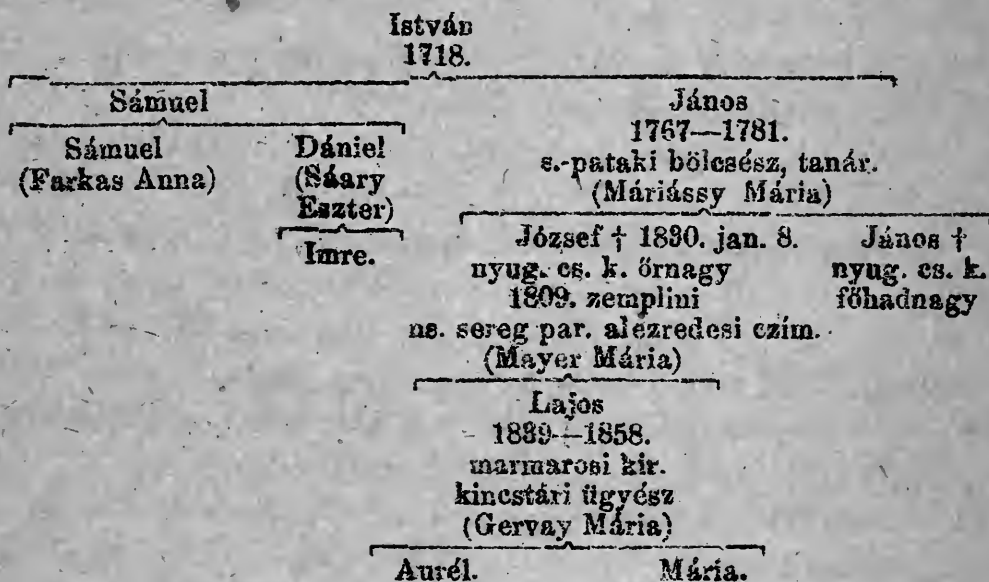 István
1718.
Sámuel
János
1767—1781.
s.-pataki bölcsész, tanár.
(Máriássy Mária)
Sámuel
(Farkas Anna)
Dániel
(Sáary
Eszter)
Imre.
József † 1830. jan. 8.
nyug. cs. k. őrnagy
1809. zemplini
ns. sereg par. alezredesi czím.
(Mayer Mária)
János †
nyug. cs. k.
főhadnagy
Lajos
1839—1858.
marmarosi kir.
kincstári ügyész
(Gervay Mária)
Aurél.
Mária.